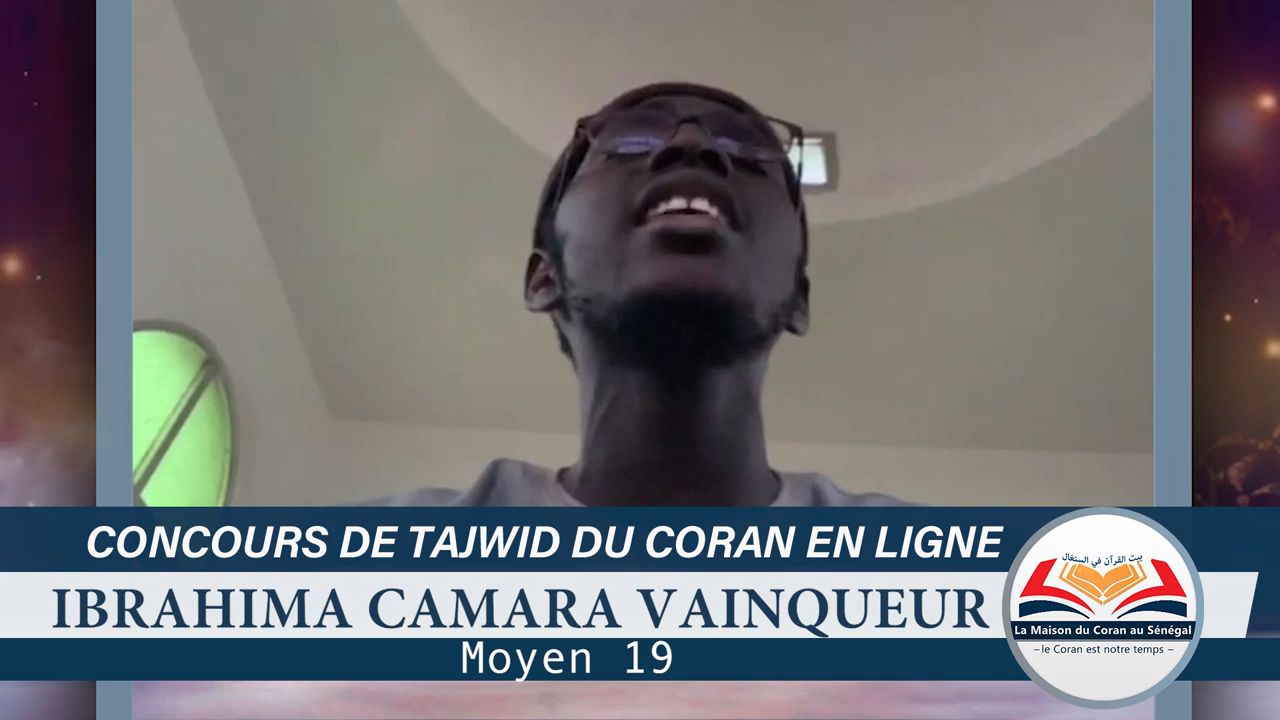 CONCOURS DE TAJWID DU CORAN EN LIGNE
IBRAHIMA CAMARA VAINQUEUR
Moyen 19
بيت القرآن في السنغال
La Maison du Coran au Sénégal
–le Coran est notre temps –